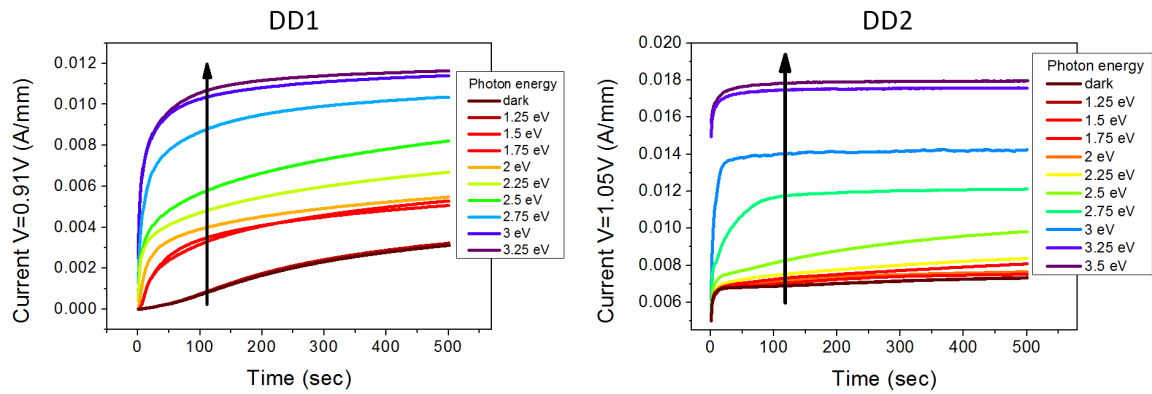 DD1
Current V=0.91V (A/mm)
0.012
0.010
0.008
0.006
0.004
0.002
0.000
0
100
200
300
400
500
Time (sec)
Photon energy
dark
1.25 eV
1.5 eV
1.75 eV
2 eV
2.25 eV
2.5 eV
2.75 eV
3 eV
3.25 eV
DD2
Current V=1.05V (A/mm)
0.020
0.018
0.016
0.014
0.012
0.010
0.008
0.006
0
100
200
300
400
500
Time (sec)
Photon energy
dark
1.25 eV
1.5 eV
1.75 eV
2 eV
2.25 eV
2.5 eV
2.75 eV
3 eV
3.25 eV
3.5 eV